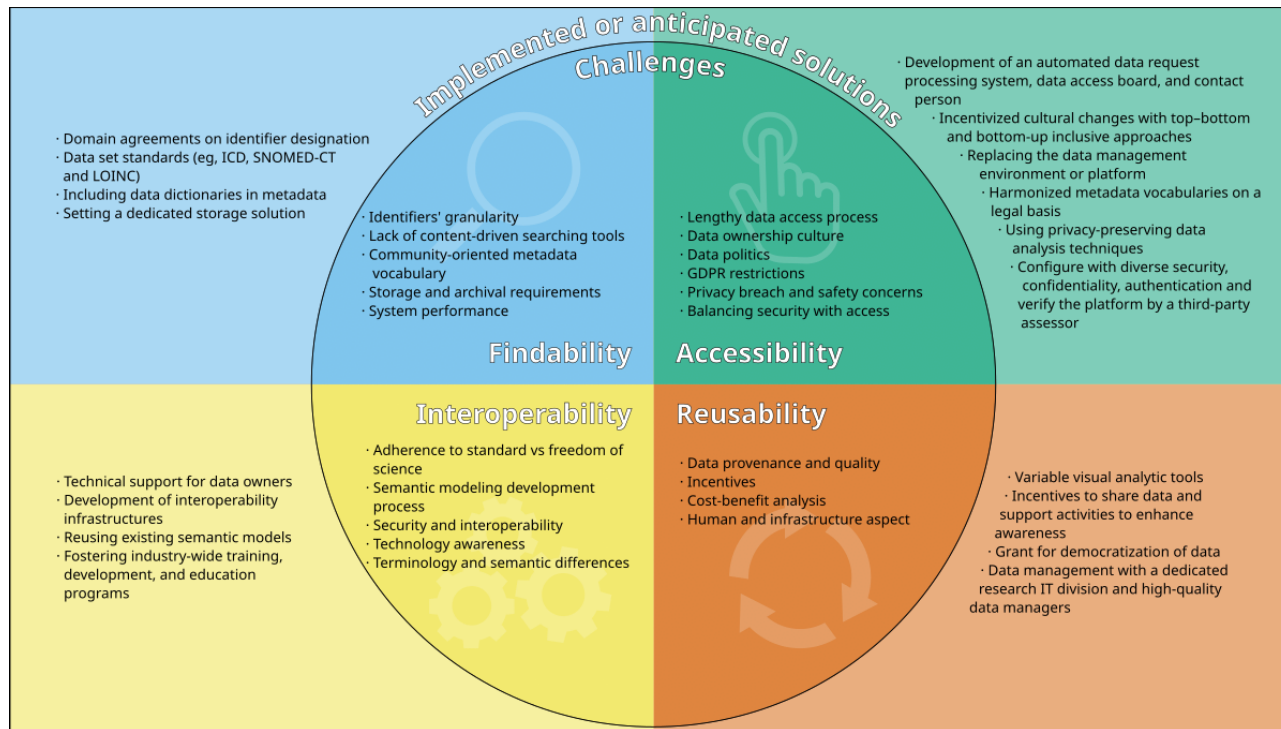 Implemented or anticipated solutions
Challenges
· Domain agreements on identifier designation
· Data set standards (eg, ICD, SNOMED-CT
and LOINC)
· Including data dictionaries in metadata
· Setting a dedicated storage solution
· Identifiers' granularity
· Lack of content-driven searching tools
· Community-oriented metadata
vocabulary
· Storage and archival requirements
· System performance
Findability
· Lengthy data access process
· Data ownership culture
· Data politics
· GDPR restrictions
· Privacy breach and safety concerns
· Balancing security with access
Accessibility
· Development of an automated data request
processing system, data access board, and contact
person
· Incentivized cultural changes with top–bottom
and bottom-up inclusive approaches
· Replacing the data management
environment or platform
· Harmonized metadata vocabularies on a
legal basis
· Using privacy-preserving data
analysis techniques
· Configure with diverse security,
confidentiality, authentication and
verify the platform by a third-party
assessor
· Technical support for data owners
· Development of interoperability
infrastructures
· Reusing existing semantic models
· Fostering industry-wide training,
development, and education
programs
Interoperability
· Adherence to standard vs freedom of
science
· Semantic modeling development
process
· Security and interoperability
· Technology awareness
· Terminology and semantic differences
Reusability
· Data provenance and quality
· Incentives
· Cost-benefit analysis
· Human and infrastructure aspect
· Variable visual analytic tools
· Incentives to share data and
support activities to enhance
awareness
· Grant for democratization of data
· Data management with a dedicated
research IT division and high-quality
data managers